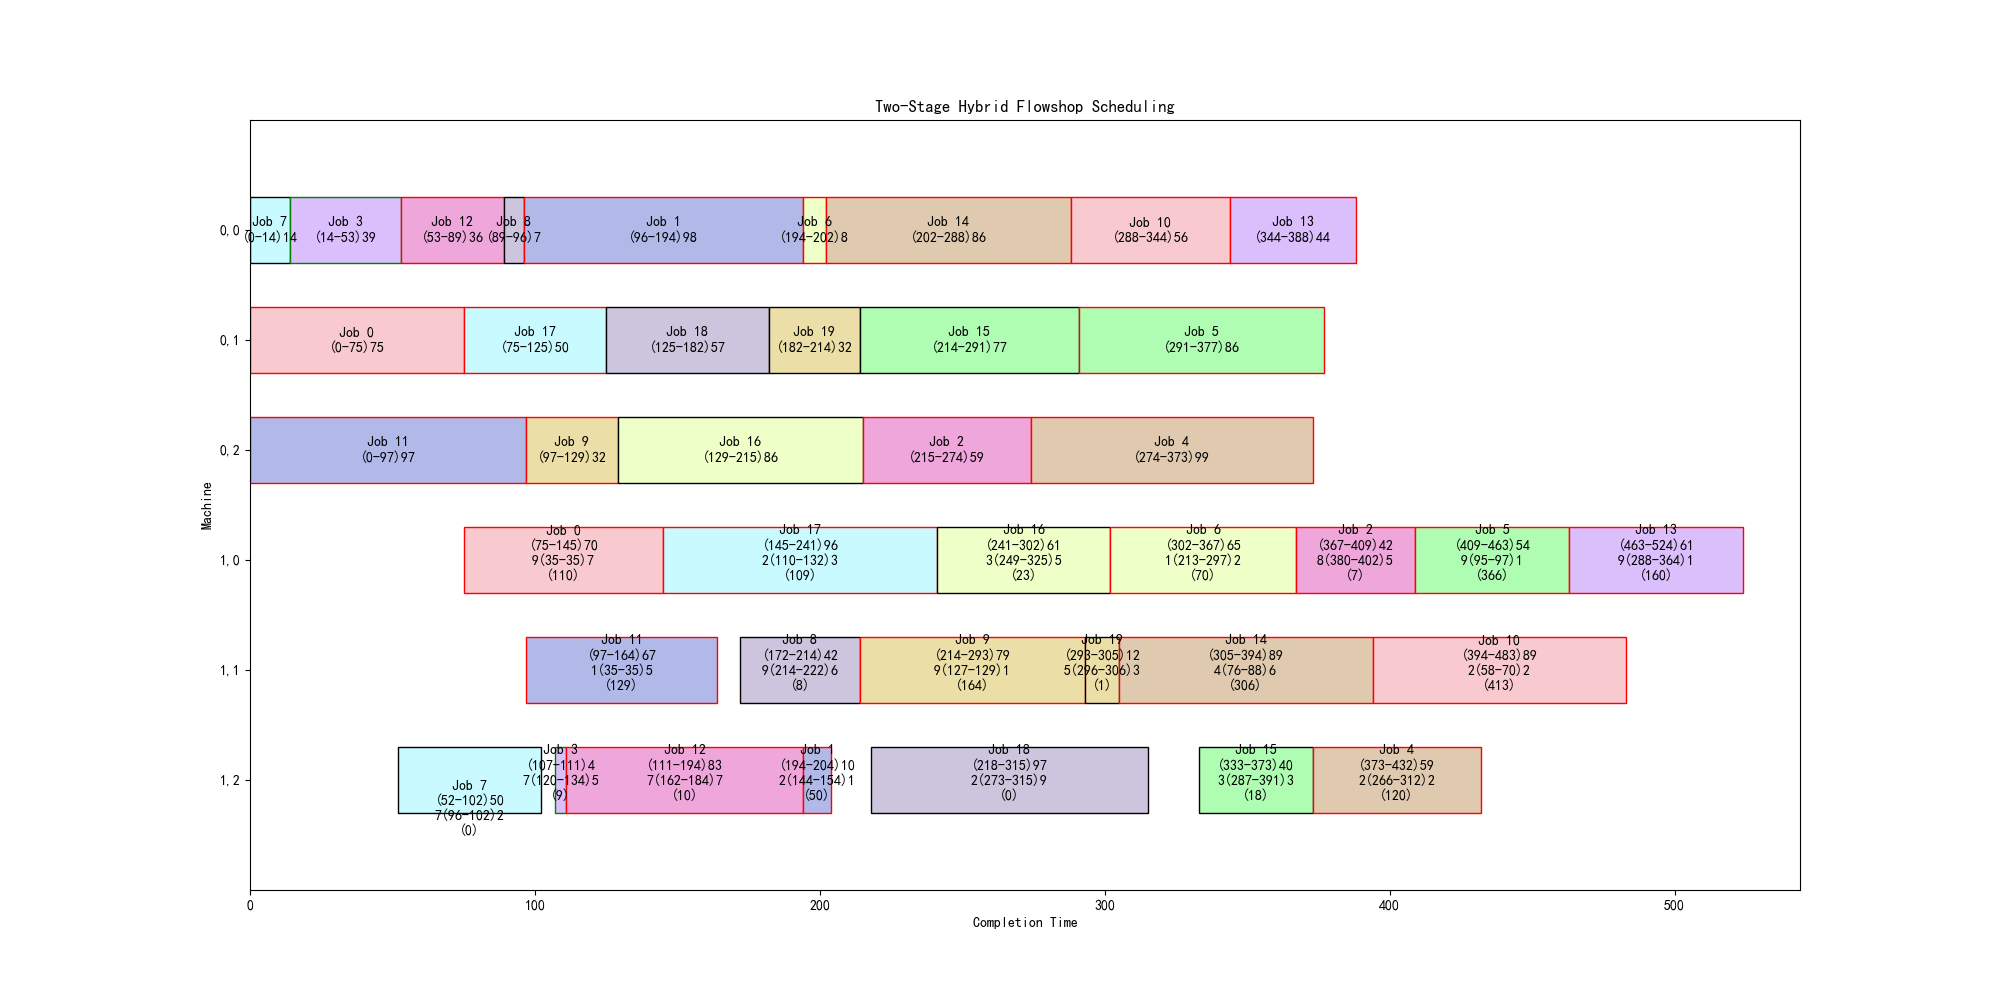 Two-Stage Hybrid Flowshop Scheduling
Machine
0,0
Job 7
(0-14)14
Job 3
(14-53)39
Job 12
(53-89)36
Job 8
(89-96)7
Job 1
(96-194)98
Job 6
(194-202)8
Job 14
(202-288)86
Job 10
(288-344)56
Job 13
(344-388)44
0,1
Job 0
(0-75)75
Job 17
(75-125)50
Job 18
(125-182)57
Job 19
(182-214)32
Job 15
(214-291)77
Job 5
(291-377)86
0,2
Job 11
(0-97)97
Job 9
(97-129)32
Job 16
(129-215)86
Job 2
(215-274)59
Job 4
(274-373)99
1,0
Job 0
(75-145)70
9(35-35)7
(110)
Job 17
(145-241)96
2(110-132)3
(109)
Job 16
(241-302)61
3(249-325)5
(23)
Job 6
(302-367)65
1(213-297)2
(70)
Job 2
(367-409)42
8(380-402)5
(7)
Job 5
(409-463)54
9(95-97)1
(366)
Job 13
(463-524)61
9(288-364)1
(160)
1,1
Job 11
(97-164)67
1(35-35)5
(129)
Job 8
(172-214)42
9(214-222)6
(8)
Job 9
(214-293)79
9(127-129)1
(164)
Job 19
(293-305)12
5(296-306)3
(1)
Job 14
(305-394)89
4(76-88)6
(306)
Job 10
(394-483)89
2(58-70)2
(413)
1,2
Job 7
(52-102)50
7(96-102)2
(0)
Job 3
(107-111)4
7(120-134)5
(9)
Job 12
(111-194)83
7(162-184)7
(10)
Job 1
(194-204)10
2(144-154)1
(50)
Job 18
(218-315)97
2(273-315)9
(0)
Job 15
(333-373)40
3(287-391)3
(18)
Job 4
(373-432)59
2(266-312)2
(120)
0
100
200
300
400
500
Completion Time